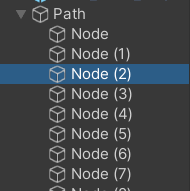 Path
Node
Node (1)
Node (2)
Node (3)
Node (4)
Node (5)
Node (6)
Node (7)